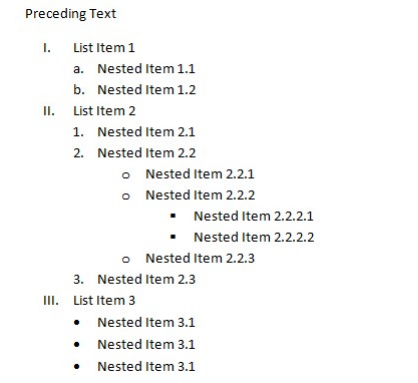 Preceding Text
I. List Item 1
a. Nested Item 1.1
b. Nested Item 1.2
II. List Item 2
1. Nested Item 2.1
2. Nested Item 2.2
o Nested Item 2.2.1
o Nested Item 2.2.2
▪ Nested Item 2.2.2.1
▪ Nested Item 2.2.2.2
o Nested Item 2.2.3
3. Nested Item 2.3
III. List Item 3
• Nested Item 3.1
• Nested Item 3.1
• Nested Item 3.1